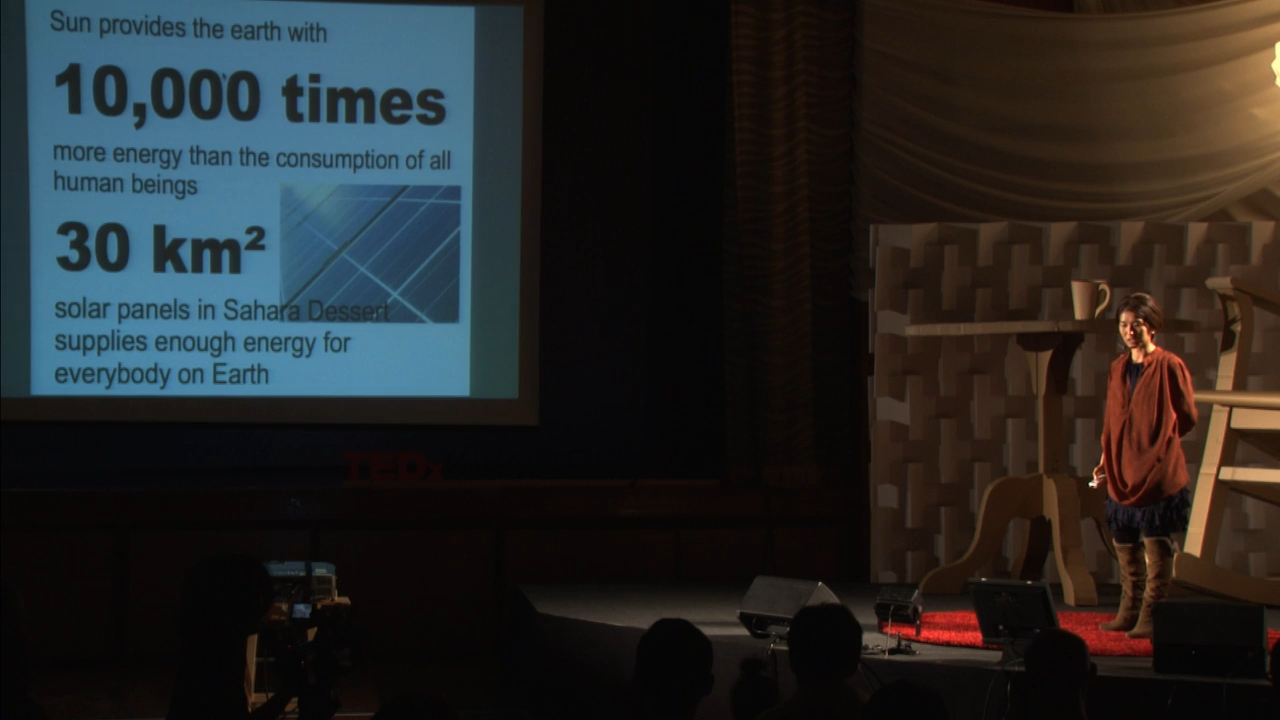 Sun provides the earth with
10,000 times
more energy than the consumption of all
human beings
30 km²
solar panels in Sahara Dessert
supplies enough energy for
everybody on Earth
TEDx